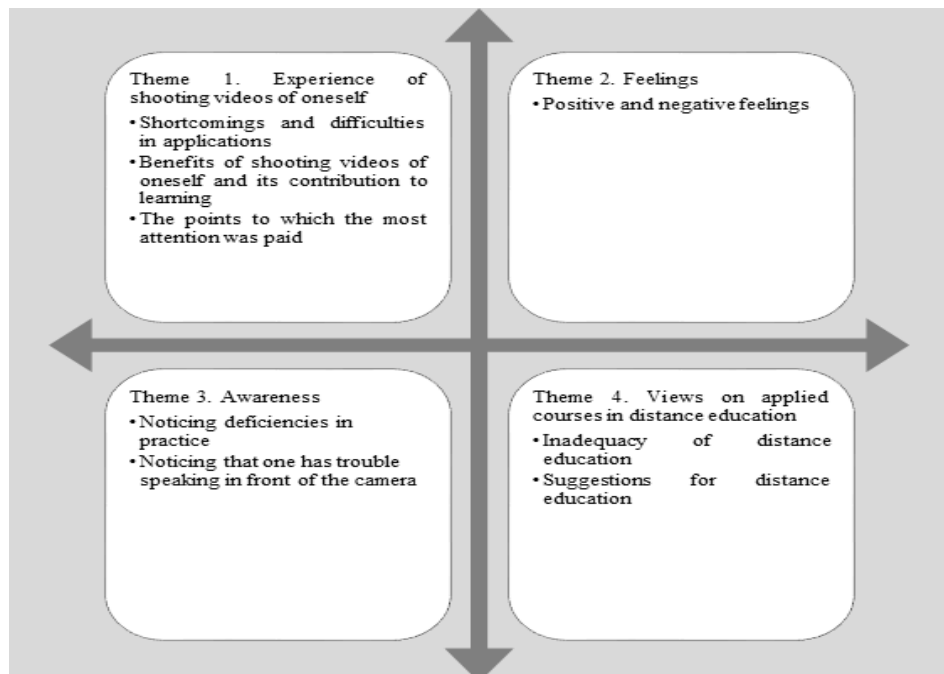 Theme 1. Experience of
shooting videos of oneself
•Shortcomings and difficulties
in applications
•Benefits of shooting videos of
oneself and its contribution to
learning
•The points to which the most
attention was paid
Theme 2. Feelings
•Positive and negative feelings
Theme 3. Awareness
•Noticing deficiencies in
practice
•Noticing that one has trouble
speaking in front of the camera
Theme 4. Views on applied
courses in distance education
•Inadequacy of distance
education
•Suggestions for distance
education